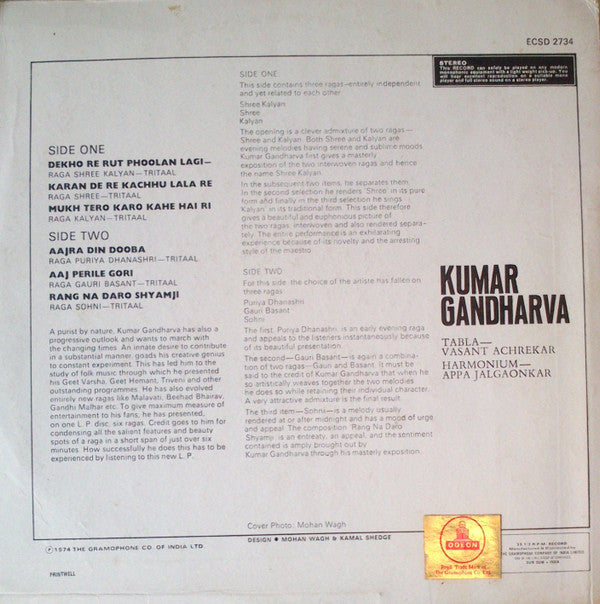 ECSD 2734
STEREO
This RECORD can safely be played on any modern
monophonic equipment with a light weight pick-up. You
will hear excellent reproduction on a suitable mono
player and full stereo sound on a stereo player.
SIDE ONE
DEKHO RE RUT PHOOLAN LAGI—
RAGA SHREE KALYAN—TRITAAL
KARAN DE RE KACHHU LALA RE
RAGA SHREE—TRITAAL
MUKH TERO KARO KAHE HAI RI
RAGA KALYAN—TRITAAL
SIDE TWO
AAJRA DIN DOOBA
RAGA PURIYA DHANASHRI—TRITAAL
AAJ PERILE GORI
RAGA GAURI BASANT—TRITAAL
RANG NA DARO SHYAMJI
RAGA SOHNI—TRITAAL
A purist by nature, Kumar Gandharva has also a
progressive outlook and wants to march with
the changing times. An innate desire to contribute
in a substantial manner, goads his creative genius
to constant experiment. This has led him to the
study of folk music through which he presented
his Geet Varsha, Geet Hemant, Triveni and other
outstanding programmes. He has also evolved
entirely new ragas like Malavati, Beehad Bhairav,
Gandhi Malhar etc. To give maximum measure of
entertainment to his fans, he has presented,
on one L.P. disc, six ragas. Credit goes to him for
condensing all the salient features and beauty
spots of a raga in a short span of just over six
minutes. How successfully he does this has to be
experienced by listening to this new L.P.
SIDE ONE
This side contains three ragas—entirely independent
and yet related to each other
Shree Kalyan
Shree
Kalyan
The opening is a clever admixture of two ragas —
Shree and Kalyan. Both Shree and Kalyan are
evening melodies having serene and sublime moods
Kumar Gandharva first gives a masterly
exposition of the two interwoven ragas and hence
the name Shree Kalyan
In the subsequent two items, he separates them.
In the second selection he renders 'Shree' in its pure
form and finally in the third selection he sings
'Kalyan' in its traditional form. This side therefore
gives a beautiful and euphonious picture of
the two ragas, interwoven and also rendered separa-
tely. The entire performance is an exhilarating
experience because of its novelty and the arresting
style of the maestro
SIDE TWO
For this side, the choice of the artiste has fallen on
three ragas
Puriya Dhanashri
Gauri Basant
Sohni
The first, Puriya Dhanashri, is an early evening raga
and appeals to the listeners instantaneously because
of its beautiful presentation.
The second—Gauri Basant— is again a combina-
tion of two ragas—Gauri and Basant. It must be
said to the credit of Kumar Gandharva that when he
so artistically weaves together the two melodies
he does so while retaining their individual character.
A very attractive admixture is the final result.
The third item—Sohni—is a melody usually
rendered at or after midnight and has a mood of urge
and appeal. The composition 'Rang Na Daro
Shyamji' is an entreaty, an appeal, and the sentiment
contained is amply brought out by
Kumar Gandharva through his masterly exposition.
KUMAR
GANDHARVA
TABLA—
VASANT ACHREKAR
HARMONIUM—
APPA JALGAONKAR
Cover Photo: Mohan Wagh
DESIGN • MOHAN WAGH & KAMAL SHEDGE
Ⓟ 1974 THE GRAMOPHONE CO. OF INDIA LTD.
PRINTWELL
ODEON
Regd. Trade Mark of
The Gramophone Co. Ltd.
33 1/3 R.P.M. RECORD
THE GRAMOPHONE COMPANY OF INDIA LIMITED
DUM DUM • INDIA